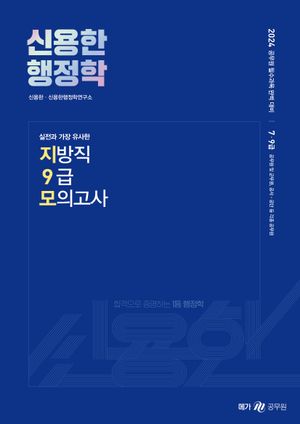 신용한
행정학
신용한 · 신용한행정학연구소
실전과 가장 유사한
지방직
9급
모의고사
2024 공무원 필수과목 완벽 대비
7 · 9급
합격으로 증명하는 1등 행정학
신용한
메가 공무원